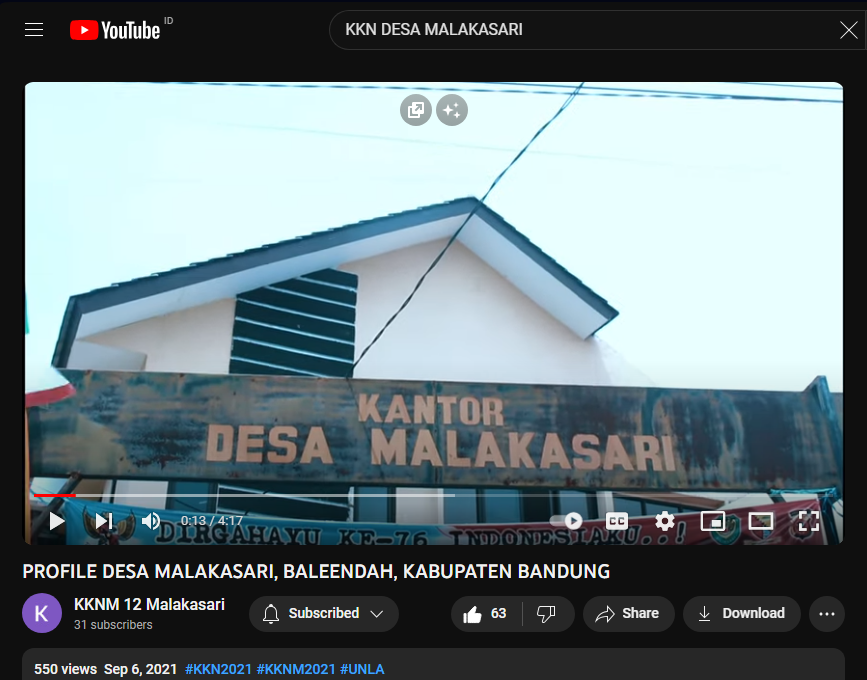 YouTube ID
KKN DESA MALAKASARI
KANTOR
DESA MALAKASARI
0:13 / 4:17
CC
DIRGAHAYU KE-76 INDONESIAKU..!
PROFILE DESA MALAKASARI, BALEENDAH, KABUPATEN BANDUNG
K
KKNM 12 Malakasari
31 subscribers
Subscribed
63
Share
Download
550 views Sep 6, 2021 #KKN2021 #KKNM2021 #UNLA